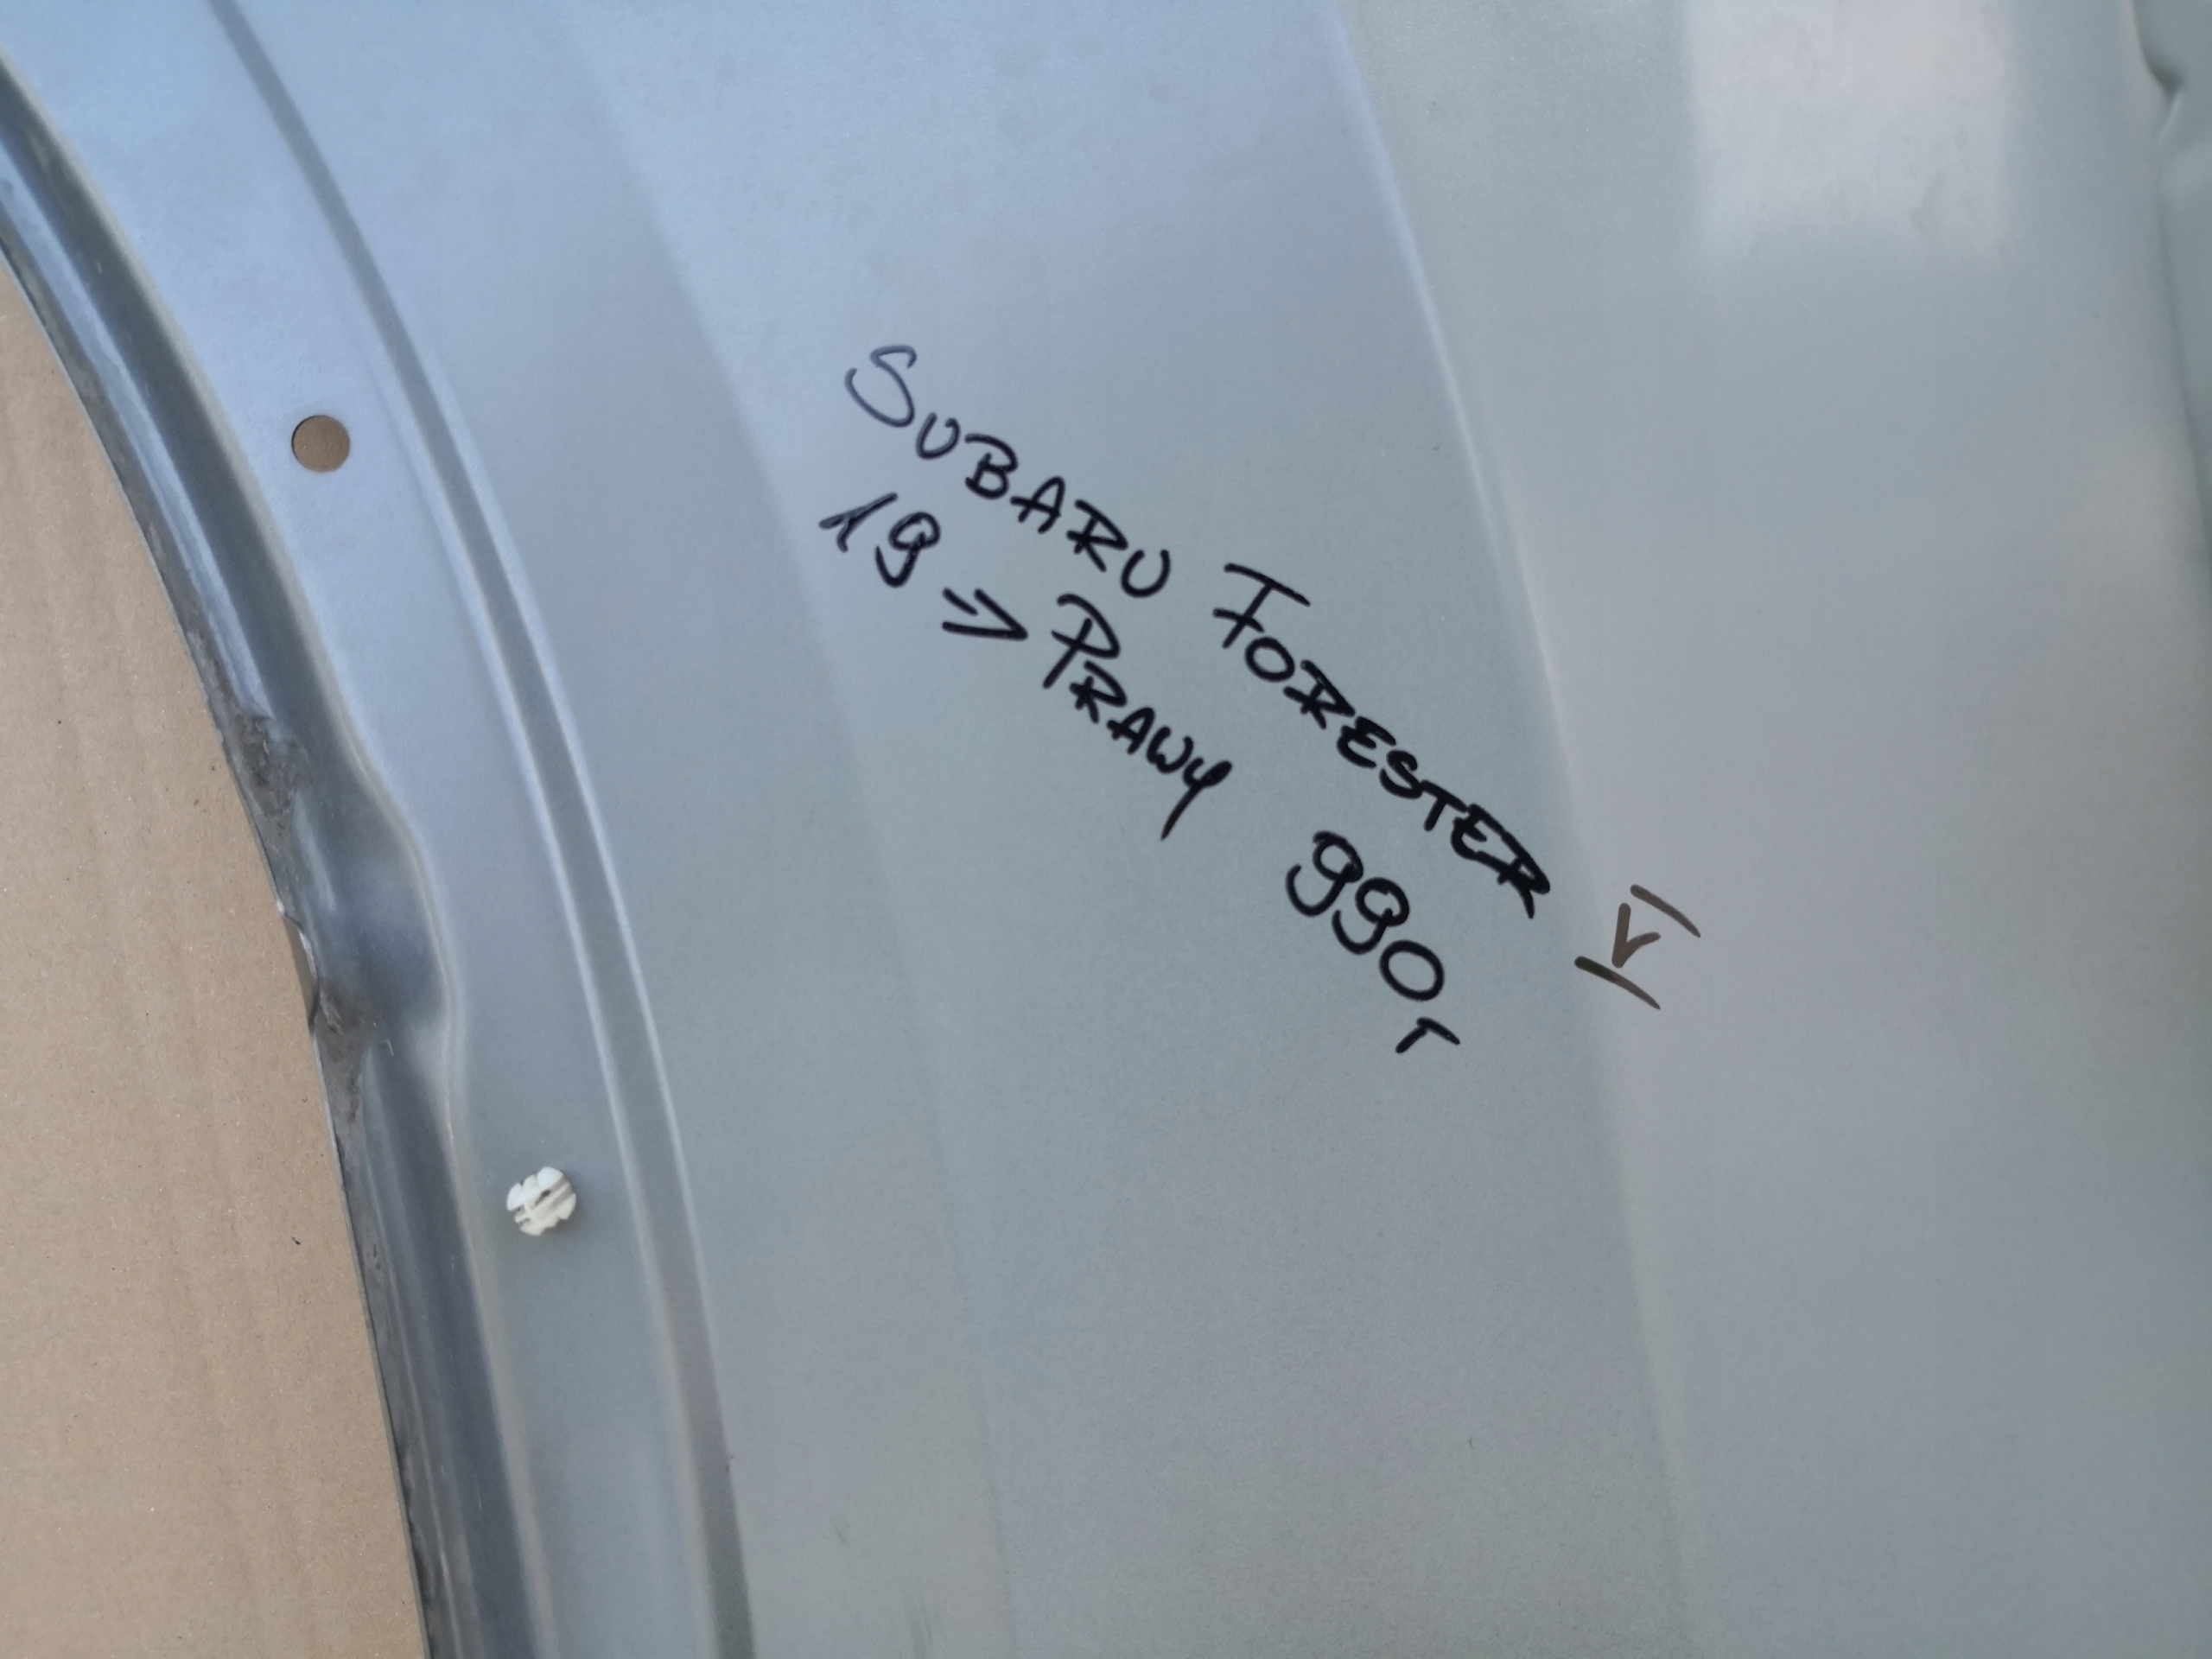 SUBARU FORESTER V
19 => PRAWY 990